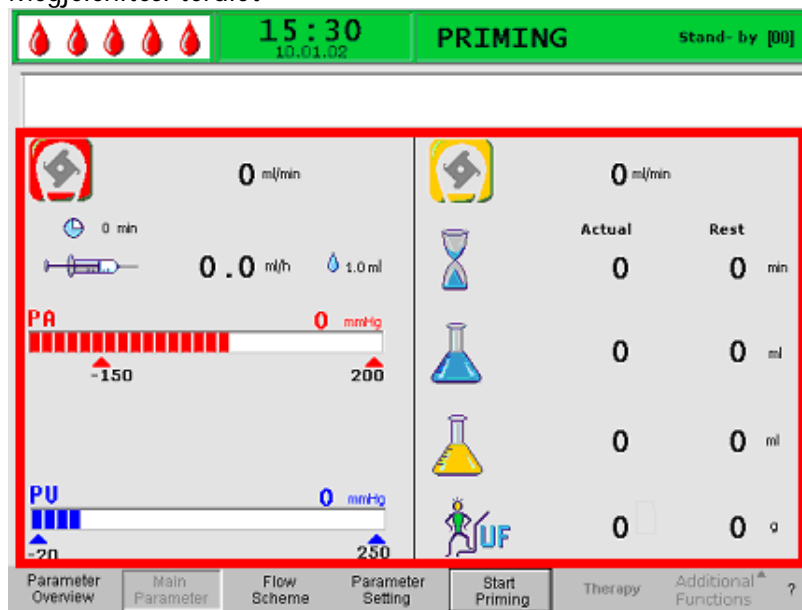 15:30
10.01.02
PRIMING
Stand- by [00]
0 ml/min
0 min
0.0 ml/h 1.0 ml
PA 0 mmHg
-150 200
PV 0 mmHg
-20 250
0 ml/min
Actual Rest
0 0 min
0 0 ml
0 0 ml
UF 0 0 g
Parameter Overview
Main Parameter
Flow Scheme
Parameter Setting
Start Priming
Therapy
Additional Functions
?